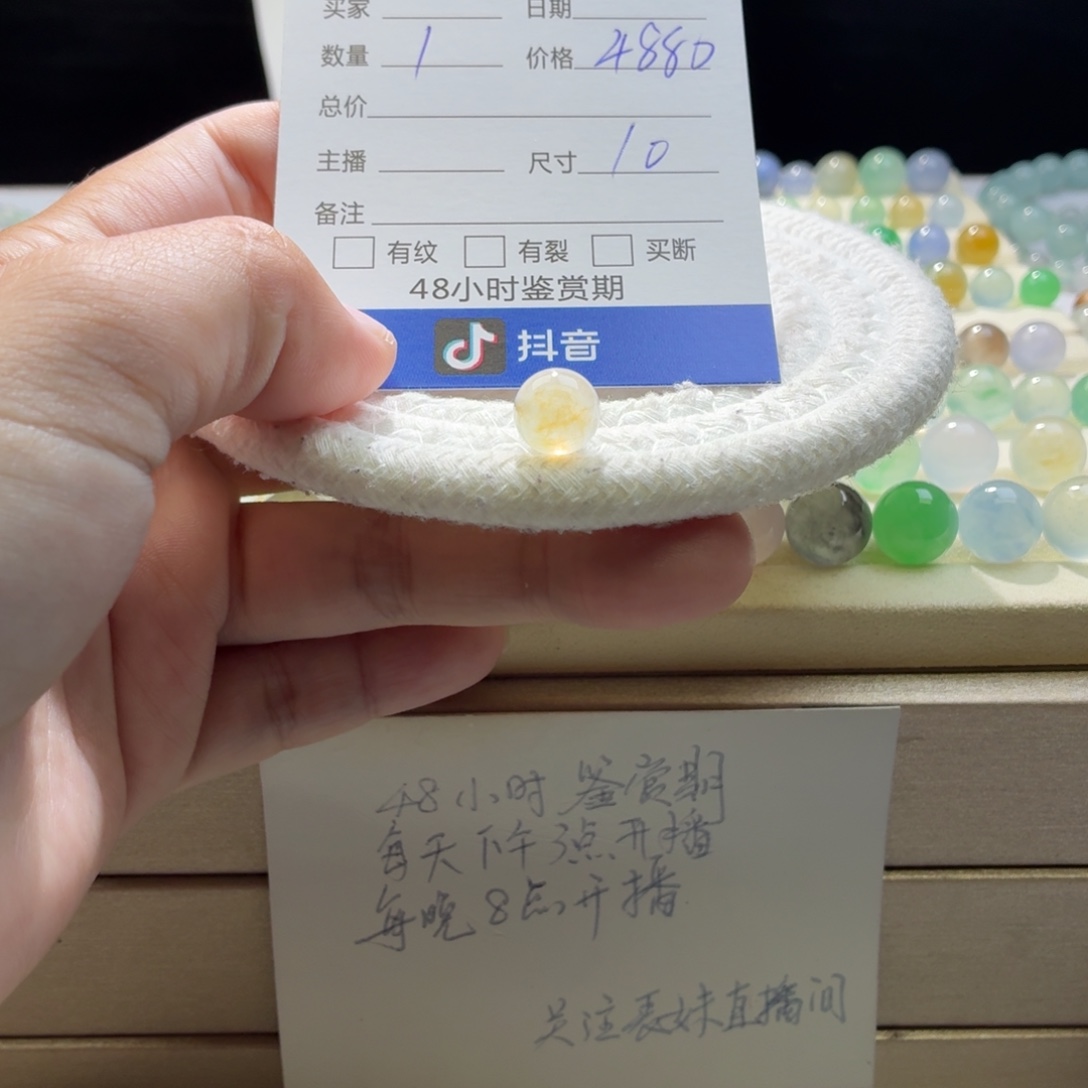 买家 日期
数量 1 价格 4880
总价
主播 尺寸 10
备注
有纹 有裂 买断
48小时鉴赏期
抖音
48小时 鉴赏期
每天下午3点开播
每晚8点开播
关注表妹直播间